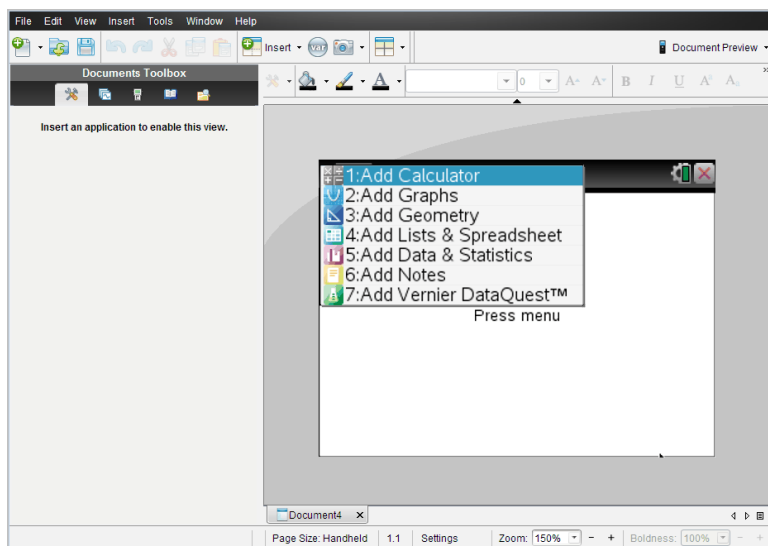 File Edit View Insert Tools Window Help
Insert var Document Preview
Documents Toolbox
0 A+ A- B I U
Insert an application to enable this view.
1:Add Calculator
2:Add Graphs
3:Add Geometry
4:Add Lists & Spreadsheet
5:Add Data & Statistics
6:Add Notes
7:Add Vernier DataQuest™
Press menu
Document4
Page Size: Handheld 1.1 Settings Zoom: 150% - + Boldness: 100% - +